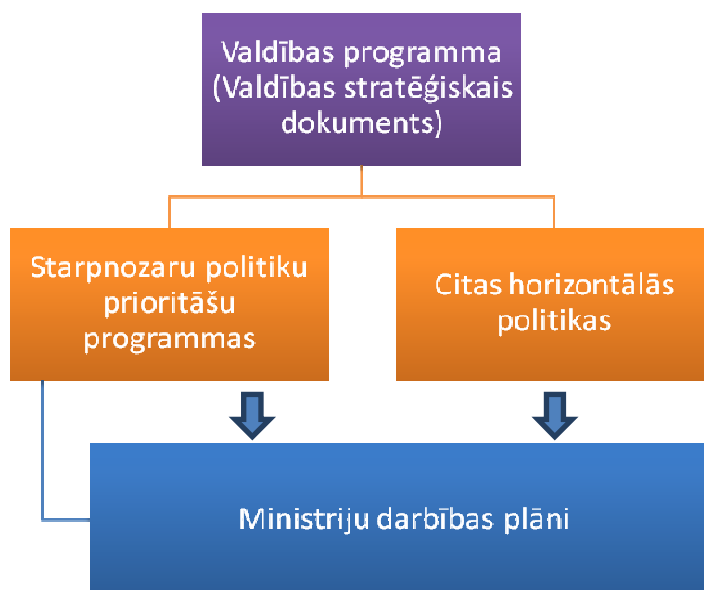 Valdības programma
(Valdības stratēģiskais
dokuments)
Starpnozaru politiku
prioritāšu
programmas
Citas horizontālās
politikas
Ministriju darbības plāni